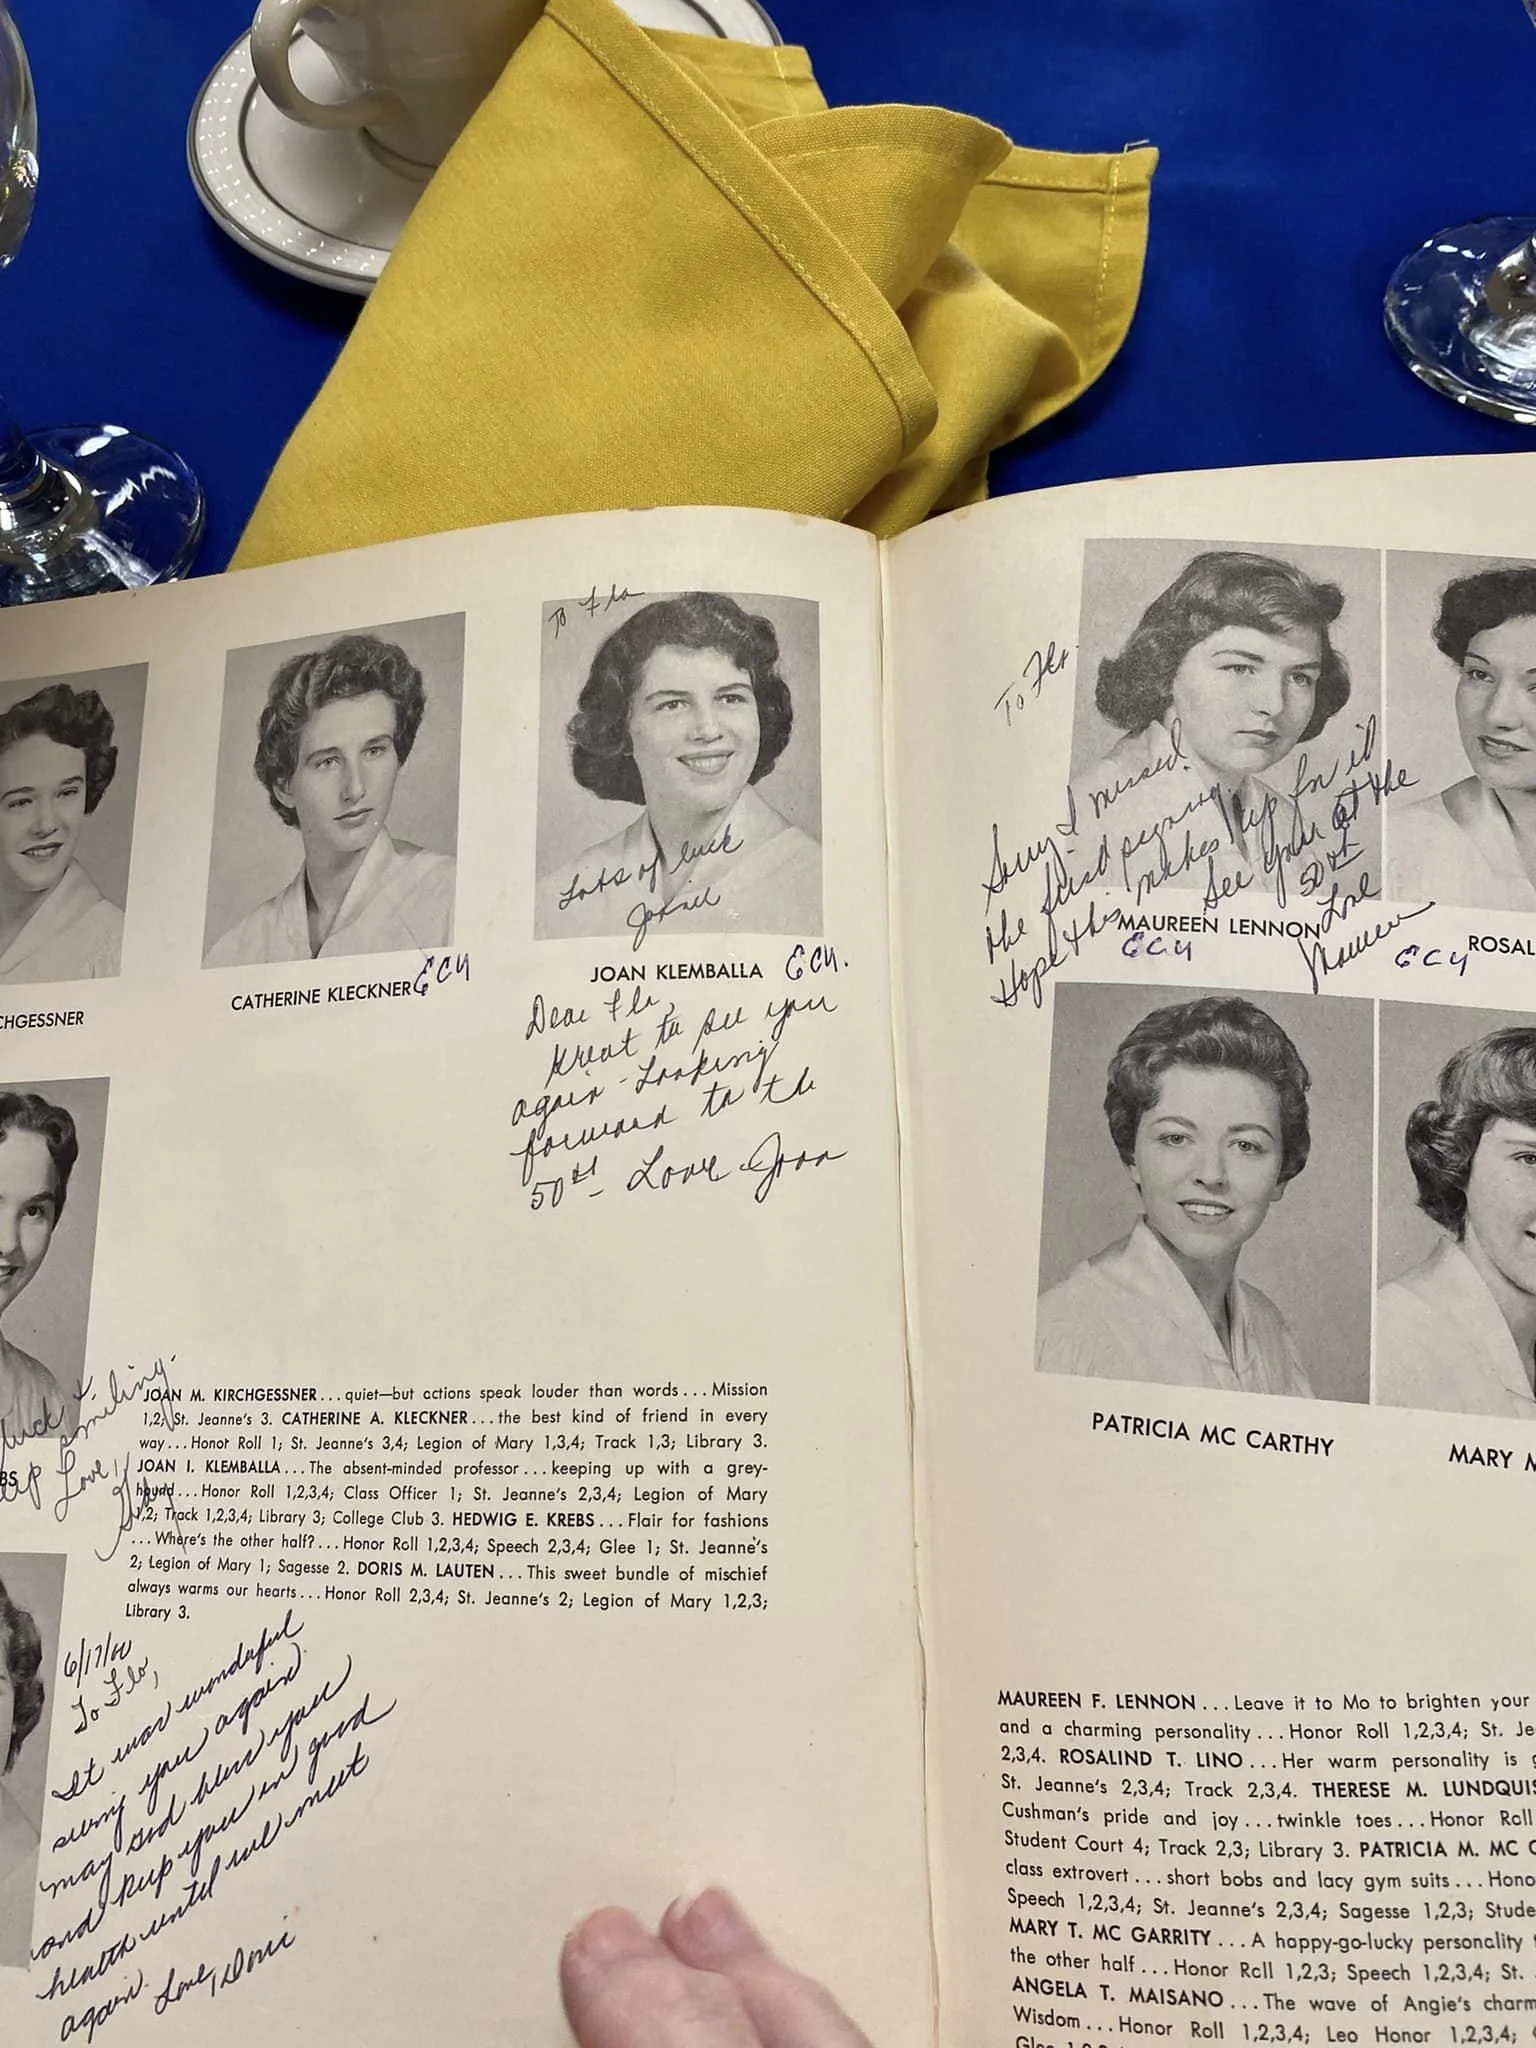 To Flo
Lots of luck
Joanie
CHGESSNER
CATHERINE KLECKNER ECY
JOAN KLEMBALLA ECY.
Dear Flo,
Great to see you
again - Looking
forward to the
50th - Love Joan
luck &
smiling.
up Love,
BS
JOAN M. KIRCHGESSNER...quiet—but actions speak louder than words...Mission
1,2; St. Jeanne's 3. CATHERINE A. KLECKNER...the best kind of friend in every
way...Honor Roll 1; St. Jeanne's 3,4; Legion of Mary 1,3,4; Track 1,3; Library 3.
JOAN I. KLEMBALLA...The absent-minded professor...keeping up with a grey-
hound...Honor Roll 1,2,3,4; Class Officer 1; St. Jeanne's 2,3,4; Legion of Mary
1,2; Track 1,2,3,4; Library 3; College Club 3. HEDWIG E. KREBS...Flair for fashions
...Where's the other half?...Honor Roll 1,2,3,4; Speech 2,3,4; Glee 1; St. Jeanne's
2; Legion of Mary 1; Sagesse 2. DORIS M. LAUTEN...This sweet bundle of mischief
always warms our hearts...Honor Roll 2,3,4; St. Jeanne's 2; Legion of Mary 1,2,3;
Library 3.
6/17/00
To Flo,
It was wonderful
seeing you again.
may God bless you
and keep you in good
health until we meet
again.
Love, Dori
To Flo.
Sorry I missed
the first signing.
Hope this makes up for it
See you at the
50th
Love
Maureen
MAUREEN LENNON
ECY
ECY
ROSAL
PATRICIA MC CARTHY
MARY M
MAUREEN F. LENNON...Leave it to Mo to brighten your
and a charming personality...Honor Roll 1,2,3,4; St. Je
2,3,4. ROSALIND T. LINO...Her warm personality is g
St. Jeanne's 2,3,4; Track 2,3,4. THERESE M. LUNDQUIS
Cushman's pride and joy...twinkle toes...Honor Roll
Student Court 4; Track 2,3; Library 3. PATRICIA M. MC C
class extrovert...short bobs and lacy gym suits...Hono
Speech 1,2,3,4; St. Jeanne's 2,3,4; Sagesse 1,2,3; Stude
MARY T. MC GARRITY...A happy-go-lucky personality
the other half...Honor Roll 1,2,3; Speech 1,2,3,4; St.
ANGELA T. MAISANO...The wave of Angie's charm
Wisdom...Honor Roll 1,2,3,4; Leo Honor 1,2,3,4;